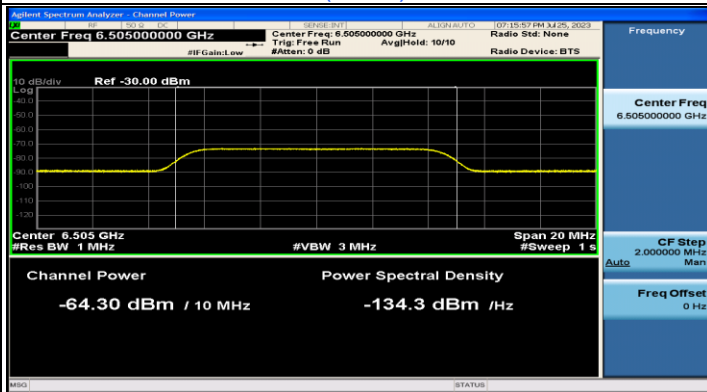 Agilent Spectrum Analyzer - Channel Power
RF 50 Ω DC SENSE:INT ALIGN AUTO 07:15:57 PM Jul 25, 2023
Center Freq 6.505000000 GHz Center Freq: 6.505000000 GHz Radio Std: None
Trig: Free Run Avg|Hold: 10/10
#IFGain:Low #Atten: 0 dB Radio Device: BTS
10 dB/div Ref -30.00 dBm
Log
-40.0
-50.0
-60.0
-70.0
-80.0
-90.0
-100
-110
-120
Center 6.505 GHz Span 20 MHz
#Res BW 1 MHz #VBW 3 MHz #Sweep 1 s
Channel Power Power Spectral Density
-64.30 dBm / 10 MHz -134.3 dBm /Hz
MSG STATUS
Frequency
Center Freq
6.505000000 GHz
CF Step
2.000000 MHz
Auto Man
Freq Offset
0 Hz